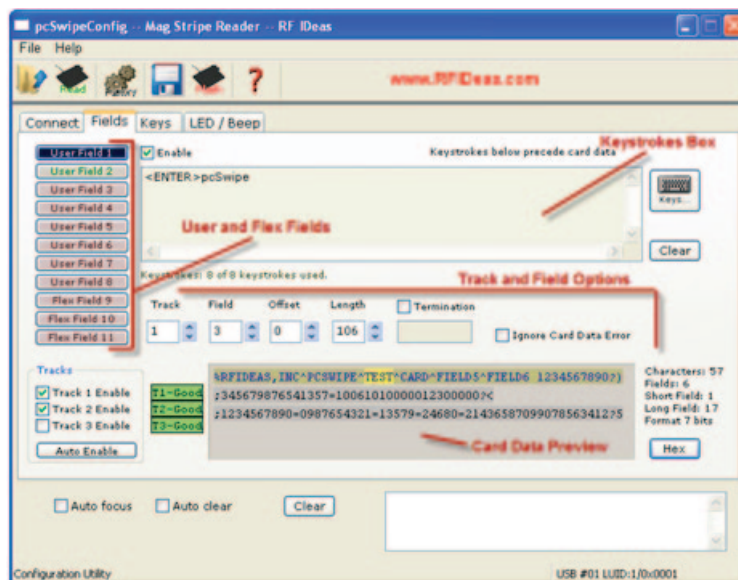 pcSwipeConfig -- Mag Stripe Reader -- RF IDeas
File Help
Read
www.RFIDeas.com
Connect Fields Keys LED / Beep
User Field 1
User Field 2
User Field 3
User Field 4
User Field 5
User Field 6
User Field 7
User Field 8
Flex Field 9
Flex Field 10
Flex Field 11
Enable
Keystrokes below precede card data
Keystrokes Box
<ENTER>pcSwipe
Keys...
Clear
User and Flex Fields
Keystrokes: 8 of 8 keystrokes used.
Track and Field Options
Track Field Offset Length Termination
1 3 0 106
Ignore Card Data Error
Tracks
Track 1 Enable
Track 2 Enable
Track 3 Enable
Auto Enable
T1-Good
T2-Good
T3-Good
%RFIDEAS,INC^PCSWIPE^TEST^CARD^FIELD5^FIELD6 1234567890?)
;1234567890=0987654321=13579=24680=21436587099078563412?5
Card Data Preview
Characters: 57
Fields: 6
Short Field: 1
Long Field: 17
Format 7 bits
Hex
Auto focus Auto clear Clear
Configuration Utility
USB #01 LUID:1/0x0001